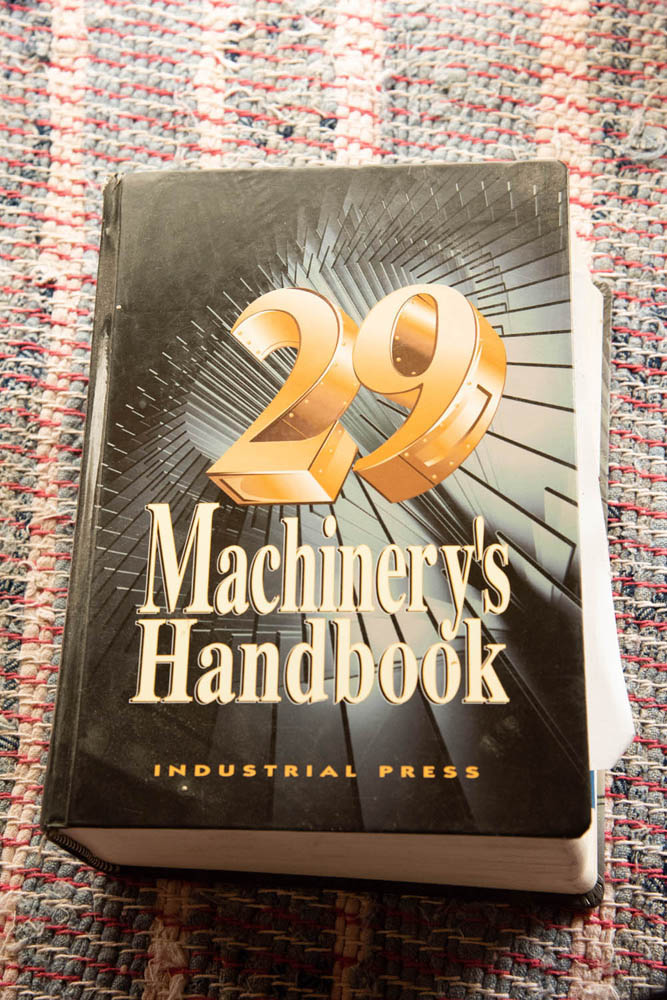 29
Machinery's
Handbook
INDUSTRIAL PRESS